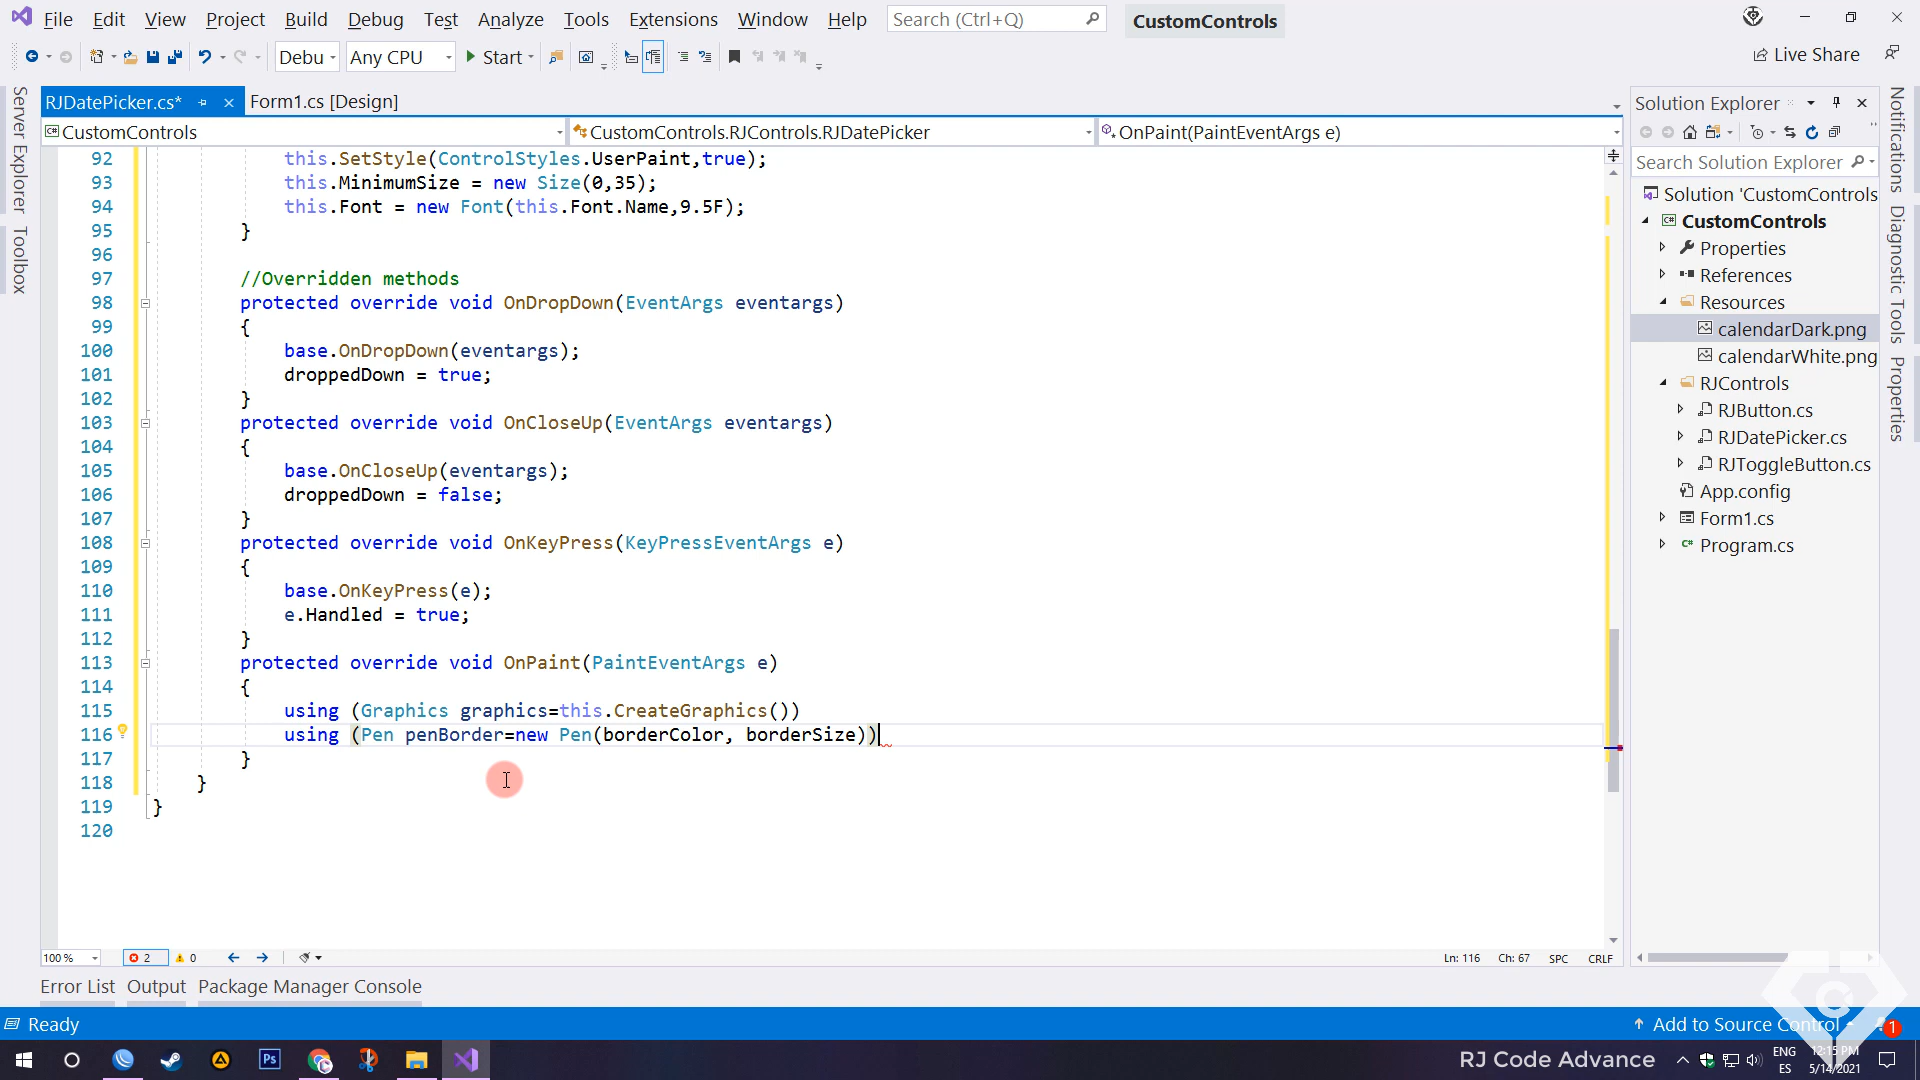 File Edit View Project Build Debug Test Analyze Tools Extensions Window Help Search (Ctrl+Q) CustomControls
Debu Any CPU Start Live Share
RJDatePicker.cs* Form1.cs [Design]
CustomControls CustomControls.RJControls.RJDatePicker OnPaint(PaintEventArgs e)
92 this.SetStyle(ControlStyles.UserPaint,true);
93 this.MinimumSize = new Size(0,35);
94 this.Font = new Font(this.Font.Name,9.5F);
95 }
96
97 //Overridden methods
98 protected override void OnDropDown(EventArgs eventargs)
99 {
100 base.OnDropDown(eventargs);
101 droppedDown = true;
102 }
103 protected override void OnCloseUp(EventArgs eventargs)
104 {
105 base.OnCloseUp(eventargs);
106 droppedDown = false;
107 }
108 protected override void OnKeyPress(KeyPressEventArgs e)
109 {
110 base.OnKeyPress(e);
111 e.Handled = true;
112 }
113 protected override void OnPaint(PaintEventArgs e)
114 {
115 using (Graphics graphics=this.CreateGraphics())
116 using (Pen penBorder=new Pen(borderColor, borderSize))
117 }
118 }
119 }
120
100 % 2 0 Ln: 116 Ch: 67 SPC CRLF
Error List Output Package Manager Console
Ready Add to Source Control 1
Server Explorer
Toolbox
Solution Explorer
Search Solution Explorer
Solution 'CustomControls
CustomControls
Properties
References
Resources
calendarDark.png
calendarWhite.png
RJControls
RJButton.cs
RJDatePicker.cs
RJToggleButton.cs
App.config
Form1.cs
Program.cs
Notifications
Diagnostic Tools
Properties
Ps
RJ Code Advance
ENG
ES
12:15 PM
5/14/2021